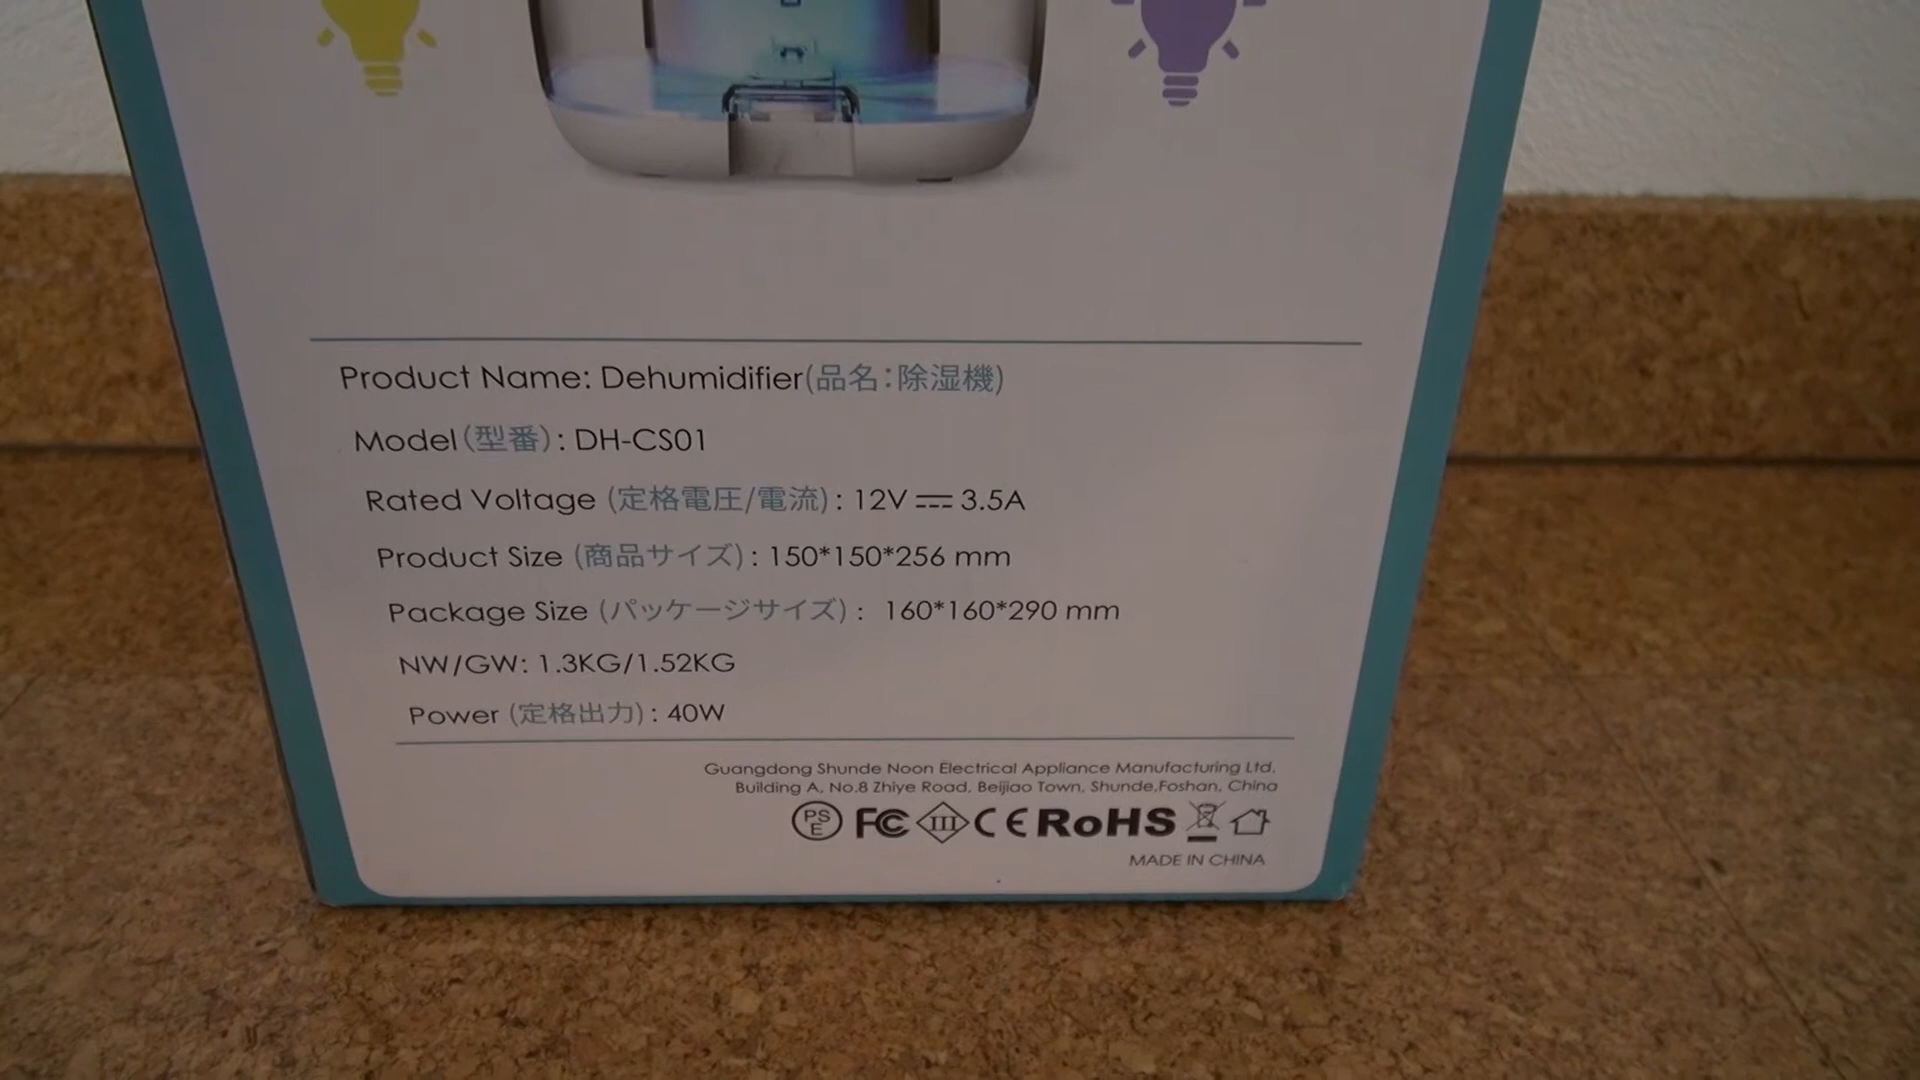 Product Name: Dehumidifier(品名:除湿機)
Model(型番): DH-CS01
Rated Voltage (定格電圧/電流): 12V⎓3.5A
Product Size (商品サイズ): 150*150*256 mm
Package Size (パッケージサイズ): 160*160*290 mm
NW/GW: 1.3KG/1.52KG
Power (定格出力): 40W
Guangdong Shunde Noon Electrical Appliance Manufacturing Ltd.
Building A, No.8 Zhiye Road, Beijiao Town, Shunde,Foshan, China
PSE FC III CE RoHS
MADE IN CHINA